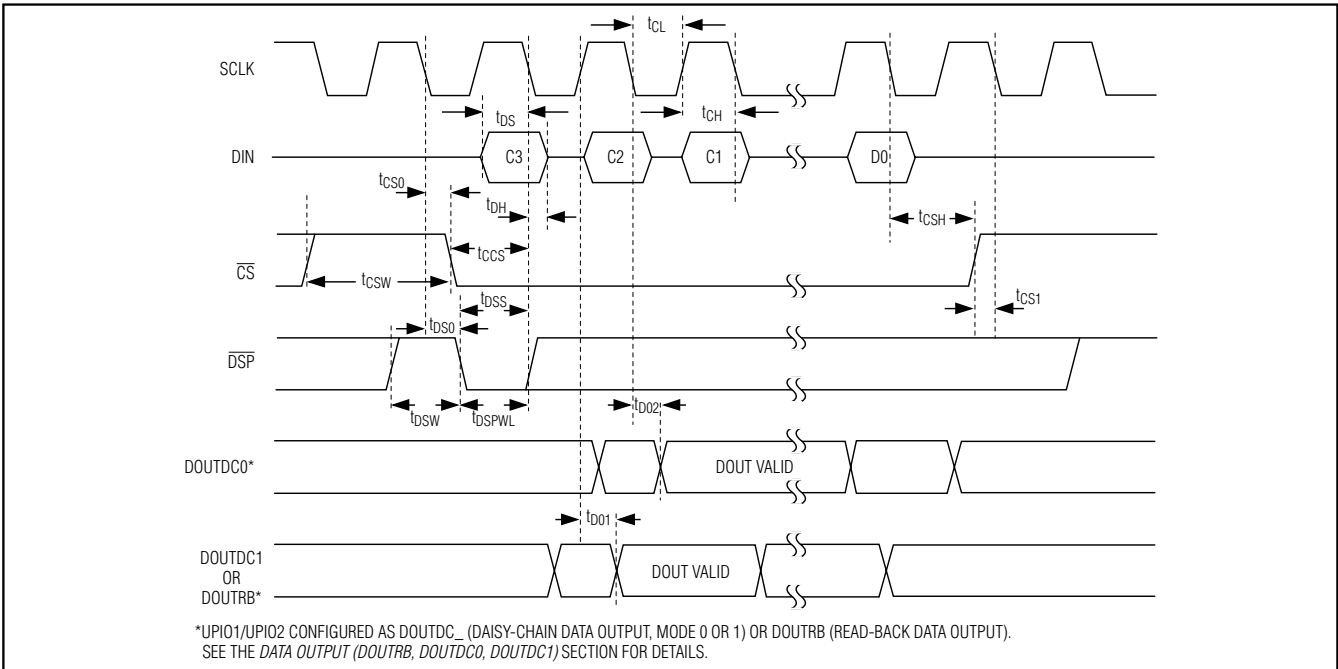 tCL
SCLK
tDS
tCH
DIN
C3
C2
C1
D0
tCS0
tDH
tCSH
tCCS
CS
tCSW
tDSS
tCS1
tDS0
DSP
tDSW
tDSPWL
tD02
DOUTDC0*
DOUT VALID
tD01
DOUTDC1
OR
DOUTRB*
DOUT VALID
*UPIO1/UPIO2 CONFIGURED AS DOUTDC_ (DAISY-CHAIN DATA OUTPUT, MODE 0 OR 1) OR DOUTRB (READ-BACK DATA OUTPUT).
SEE THE DATA OUTPUT (DOUTRB, DOUTDC0, DOUTDC1) SECTION FOR DETAILS.